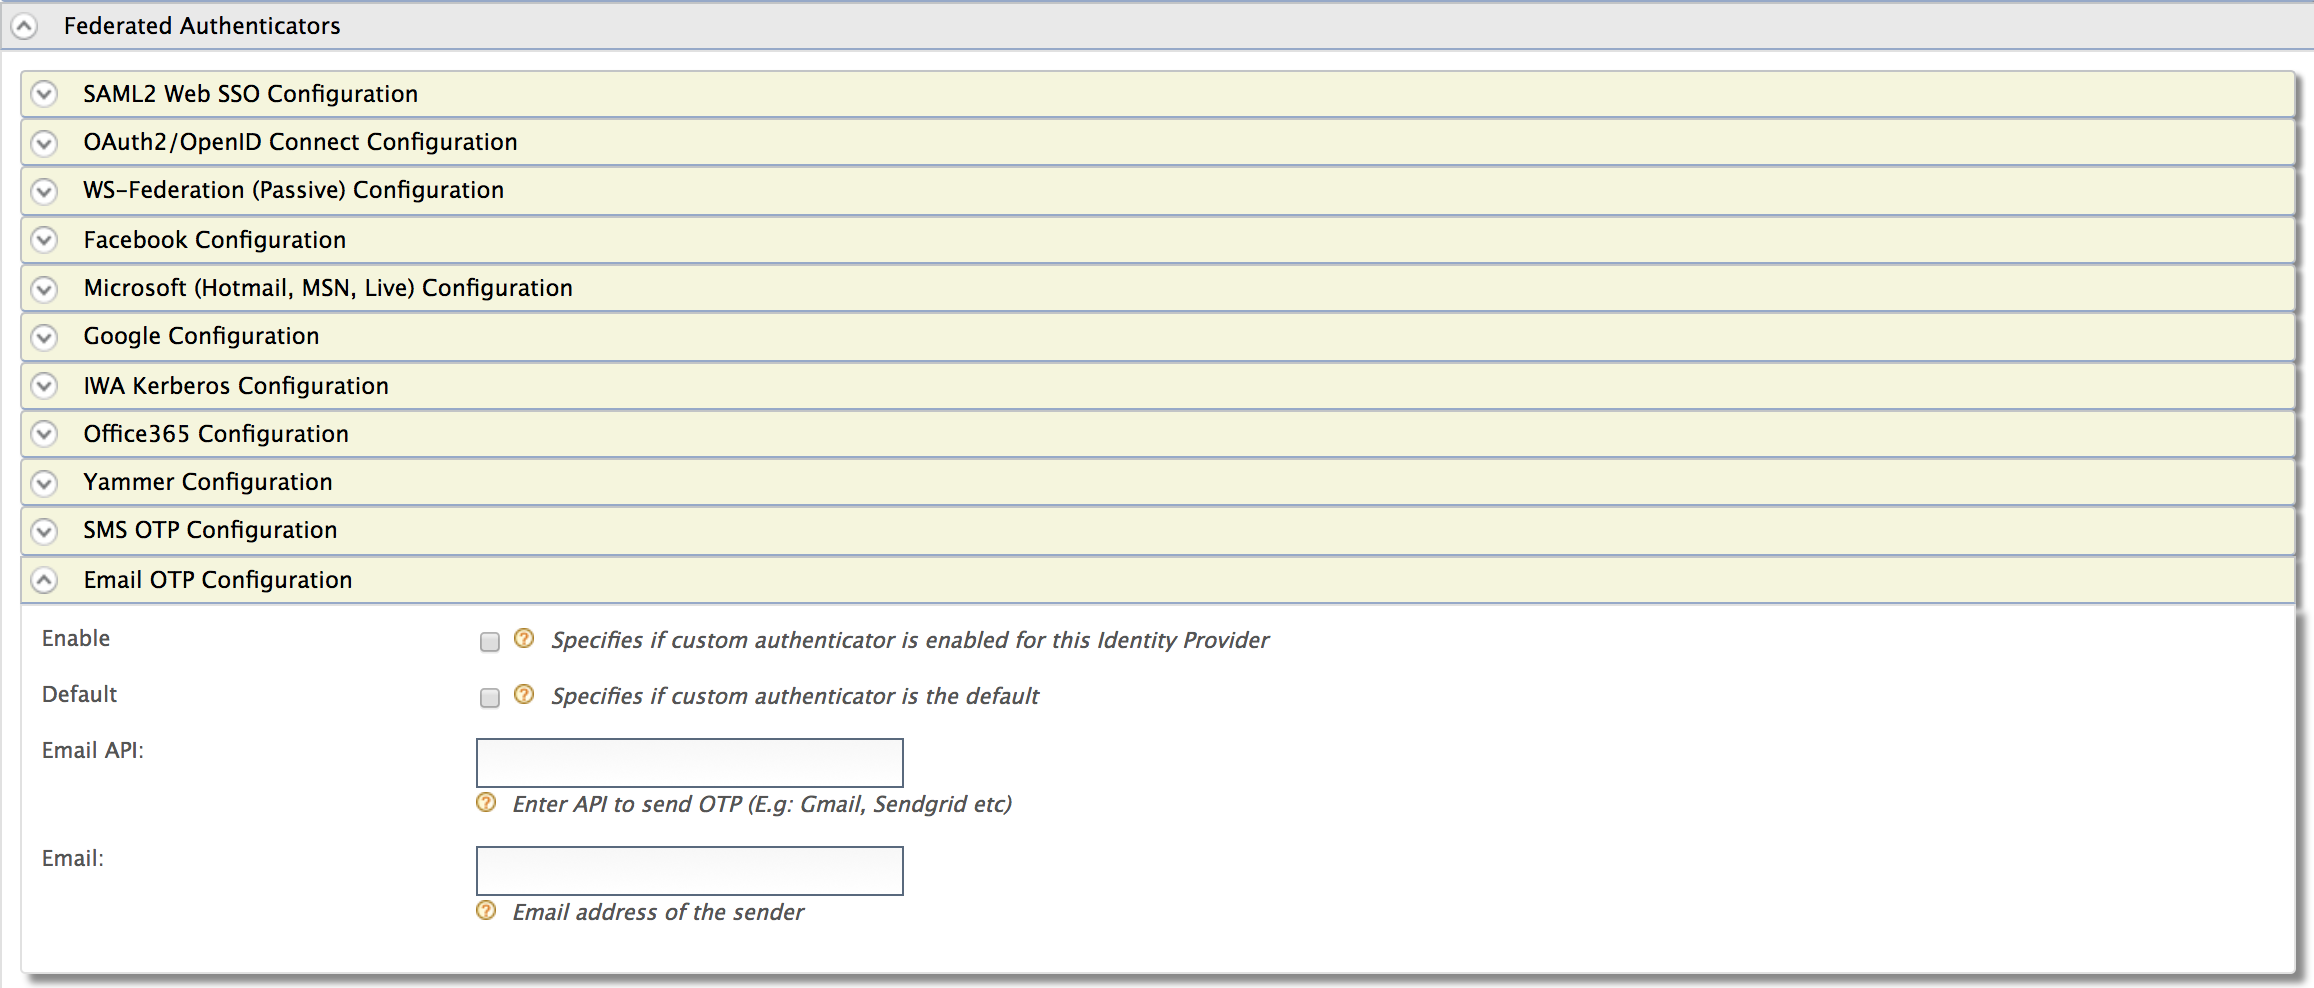 Federated Authenticators
SAML2 Web SSO Configuration
OAuth2/OpenID Connect Configuration
WS-Federation (Passive) Configuration
Facebook Configuration
Microsoft (Hotmail, MSN, Live) Configuration
Google Configuration
IWA Kerberos Configuration
Office365 Configuration
Yammer Configuration
SMS OTP Configuration
Email OTP Configuration
Enable ? Specifies if custom authenticator is enabled for this Identity Provider
Default ? Specifies if custom authenticator is the default
Email API:
? Enter API to send OTP (E.g: Gmail, Sendgrid etc)
Email:
? Email address of the sender